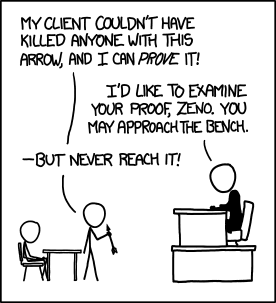 MY CLIENT COULDN'T HAVE
KILLED ANYONE WITH THIS
ARROW, AND I CAN PROVE IT!
I'D LIKE TO EXAMINE
YOUR PROOF, ZENO. YOU
MAY APPROACH THE BENCH.
—BUT NEVER REACH IT!